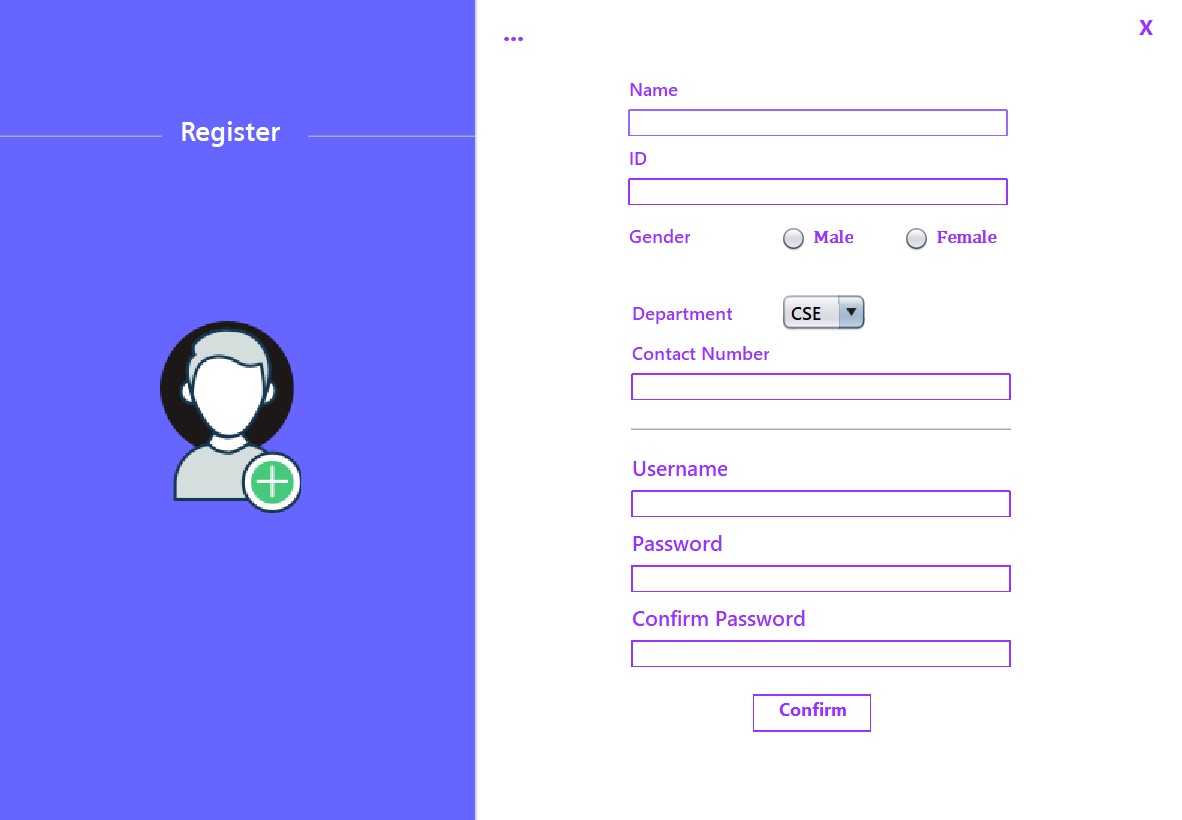 Register
...
X
Name
ID
Gender Male Female
Department CSE
Contact Number
Username
Password
Confirm Password
Confirm